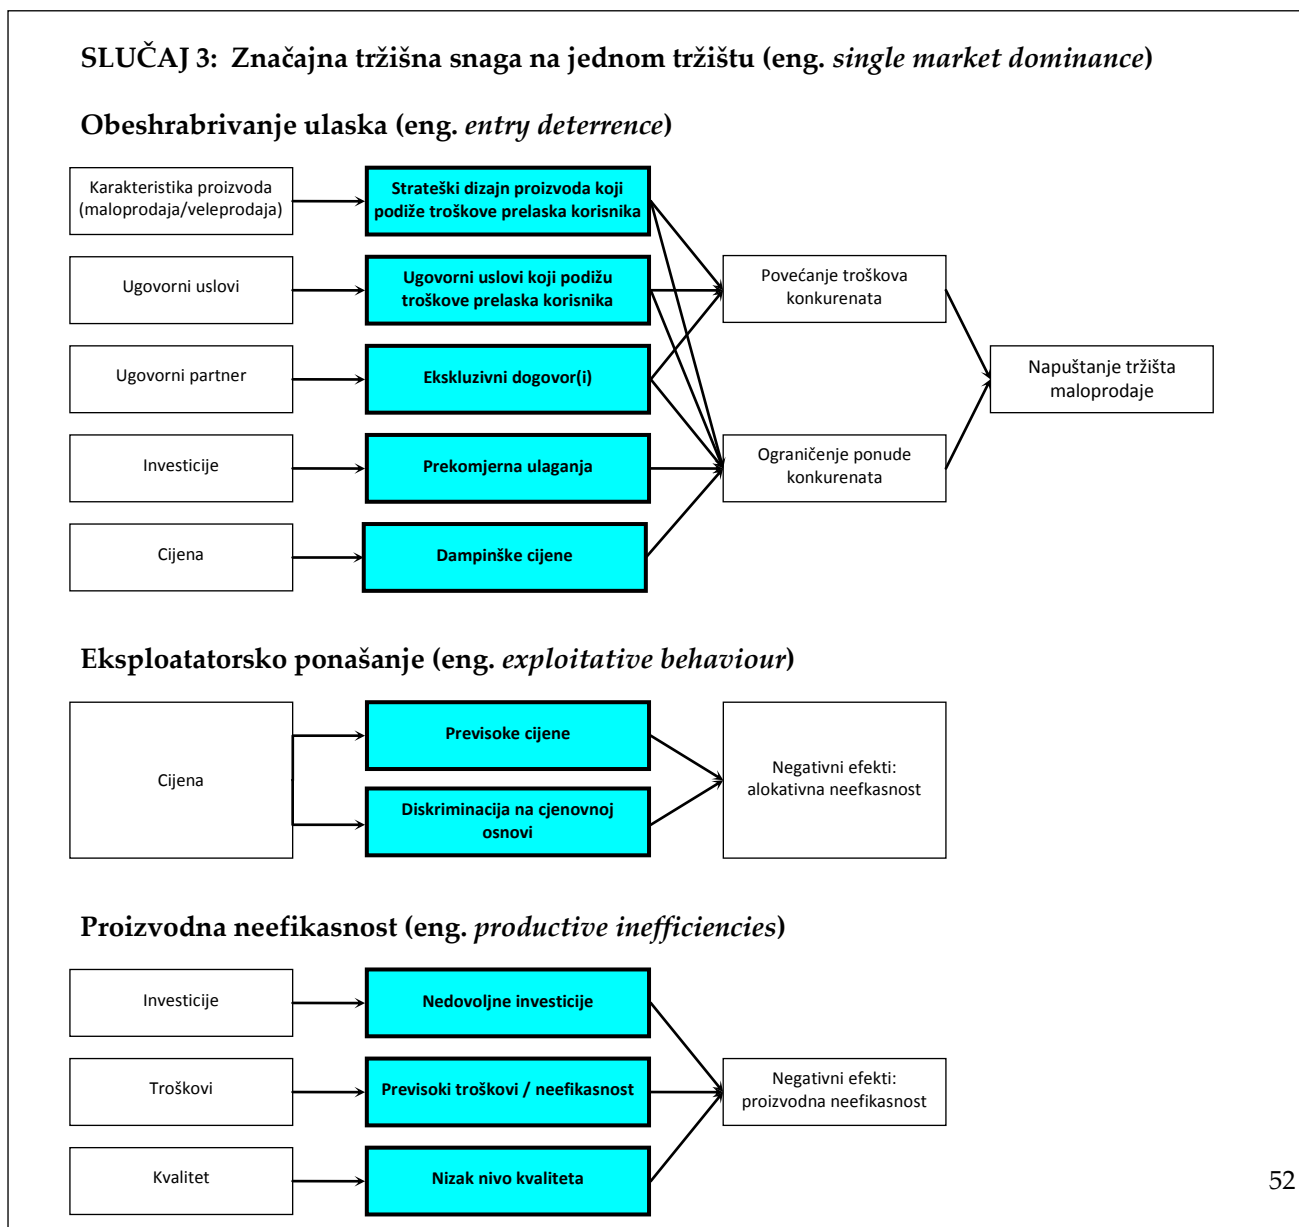 SLUČAJ 3: Značajna tržišna snaga na jednom tržištu (eng. single market dominance)
Obeshrabrivanje ulaska (eng. entry deterrence)
Karakteristika proizvoda
(maloprodaja/veleprodaja)
Strateški dizajn proizvoda koji
podiže troškove prelaska korisnika
Ugovorni uslovi
Ugovorni uslovi koji podižu
troškove prelaska korisnika
Povećanje troškova
konkurenata
Ugovorni partner
Ekskluzivni dogovor(i)
Napuštanje tržišta
maloprodaje
Investicije
Prekomjerna ulaganja
Ograničenje ponude
konkurenata
Cijena
Dampinške cijene
Eksploatatorsko ponašanje (eng. exploitative behaviour)
Cijena
Previsoke cijene
Diskriminacija na cjenovnoj
osnovi
Negativni efekti:
alokativna neefkasnost
Proizvodna neefikasnost (eng. productive inefficiencies)
Investicije
Nedovoljne investicije
Troškovi
Previsoki troškovi / neefikasnost
Negativni efekti:
proizvodna neefikasnost
Kvalitet
Nizak nivo kvaliteta
52